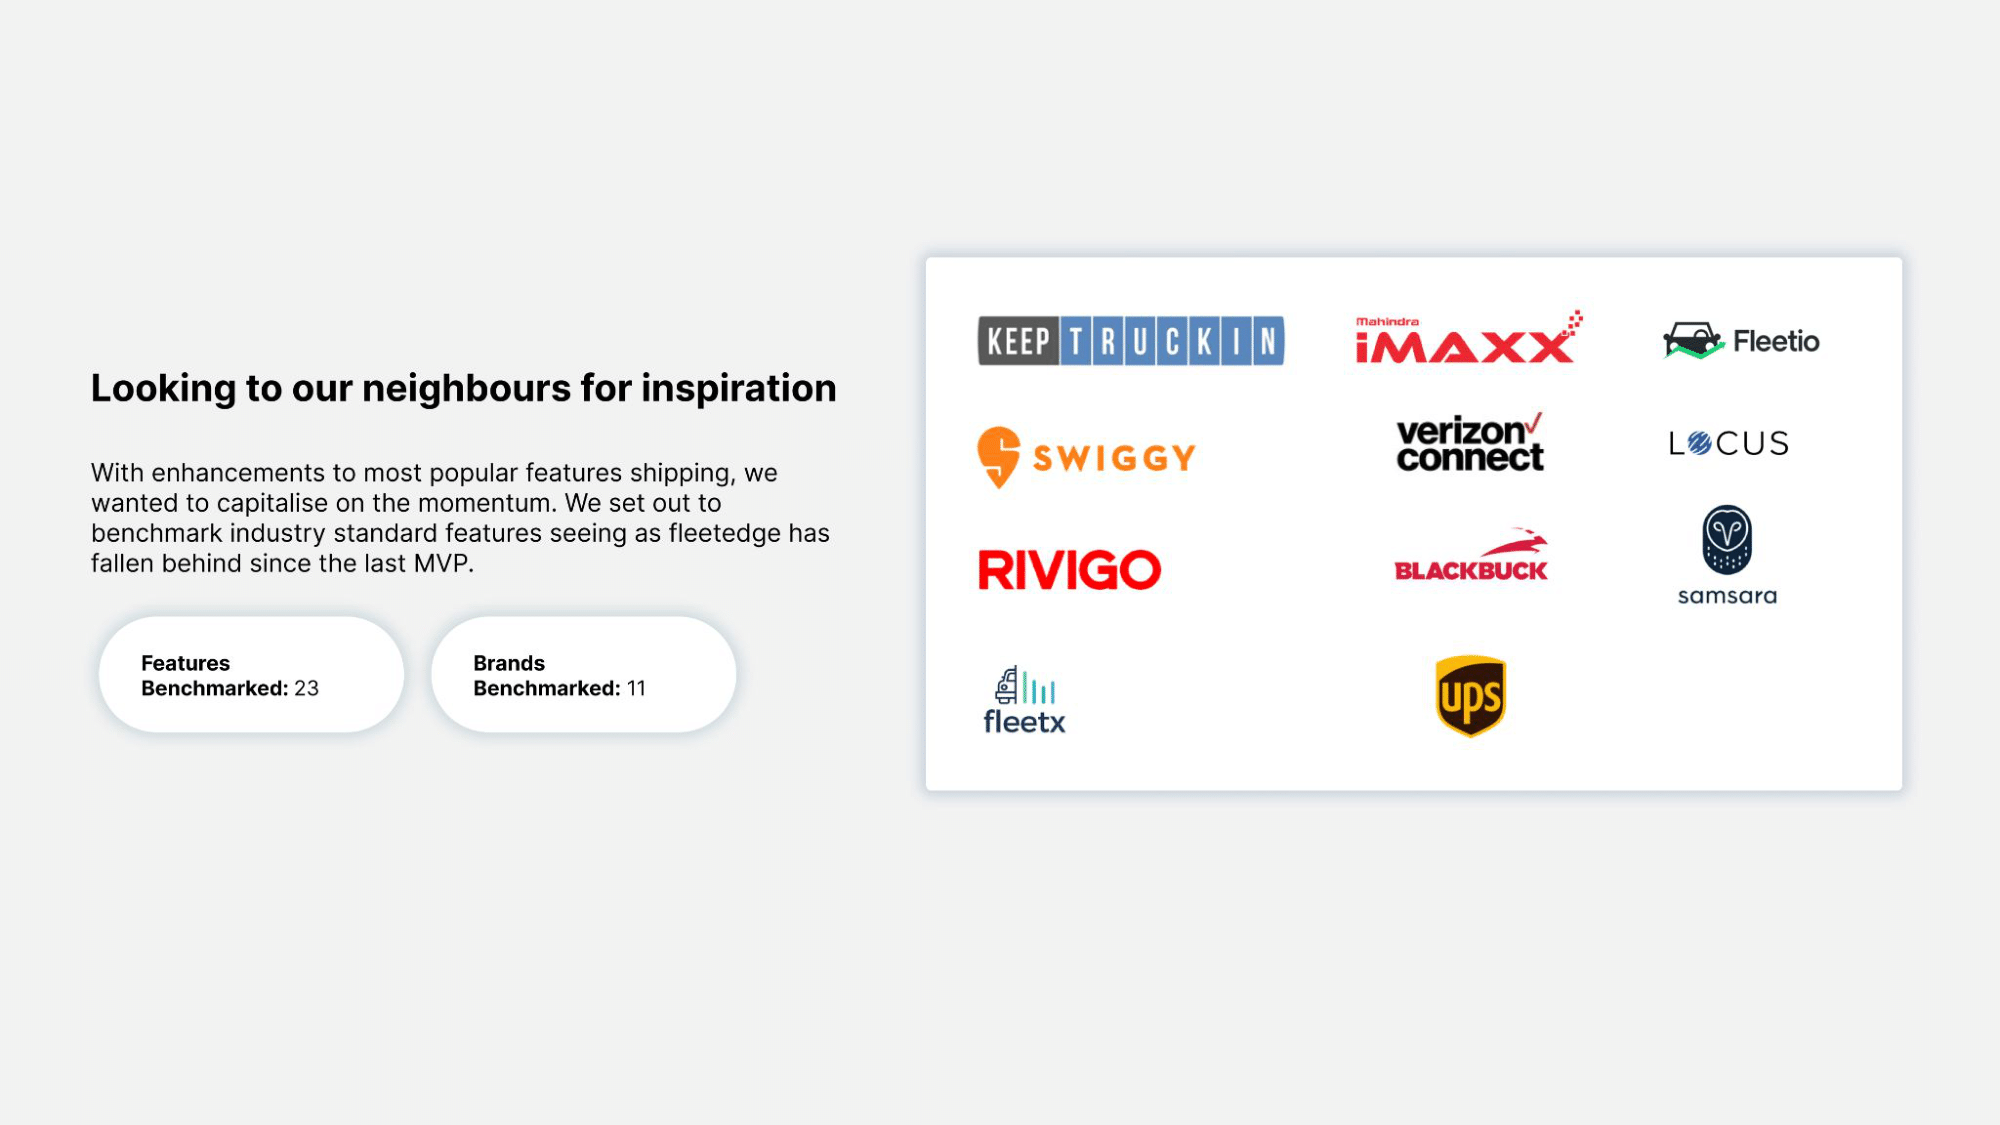 Looking to our neighbours for inspiration
With enhancements to most popular features shipping, we
wanted to capitalise on the momentum. We set out to
benchmark industry standard features seeing as fleetedge has
fallen behind since the last MVP.
Features
Benchmarked: 23
Brands
Benchmarked: 11
KEEP TRUCKIN
mahindra
iMAXX
Fleetio
SWIGGY
verizon
connect
LOCUS
RIVIGO
BLACKBUCK
samsara
fleetx
ups